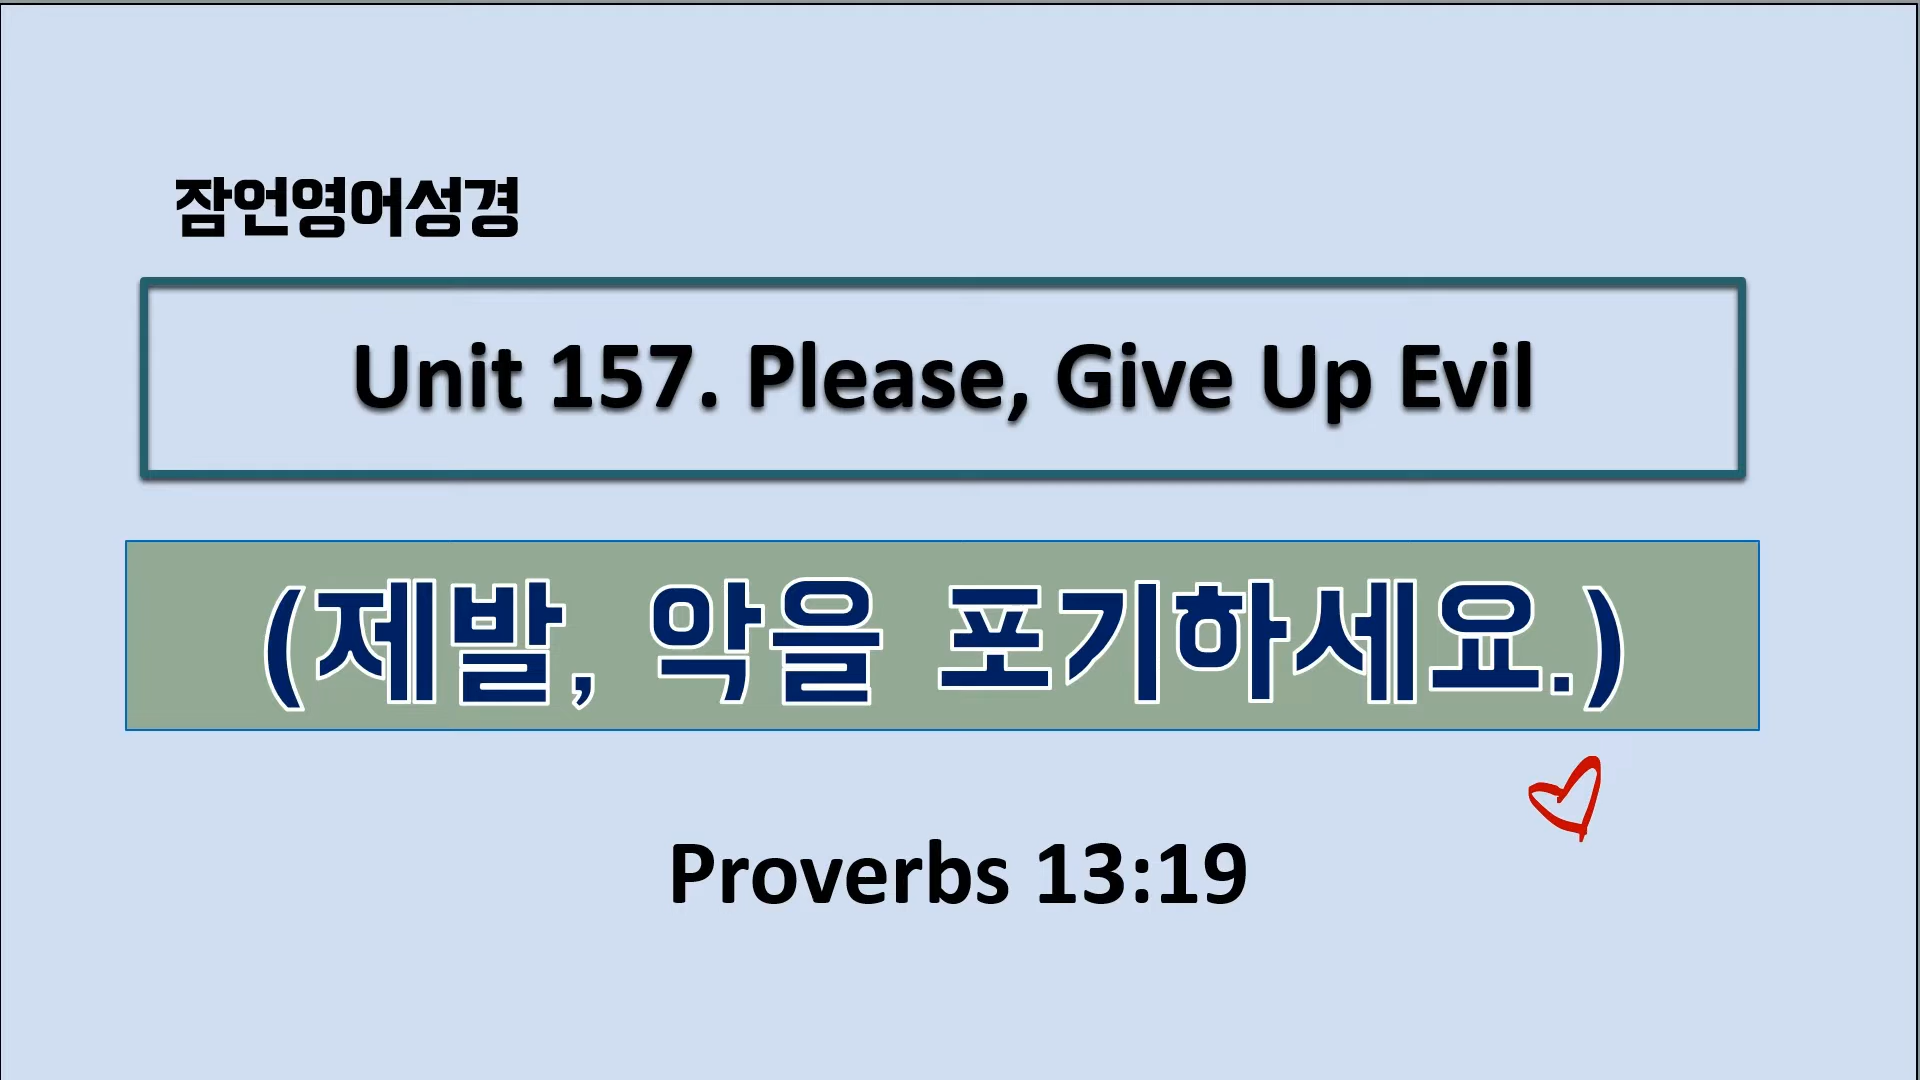 잠언영어성경
Unit 157. Please, Give Up Evil
(제발, 악을 포기하세요.)
Proverbs 13:19